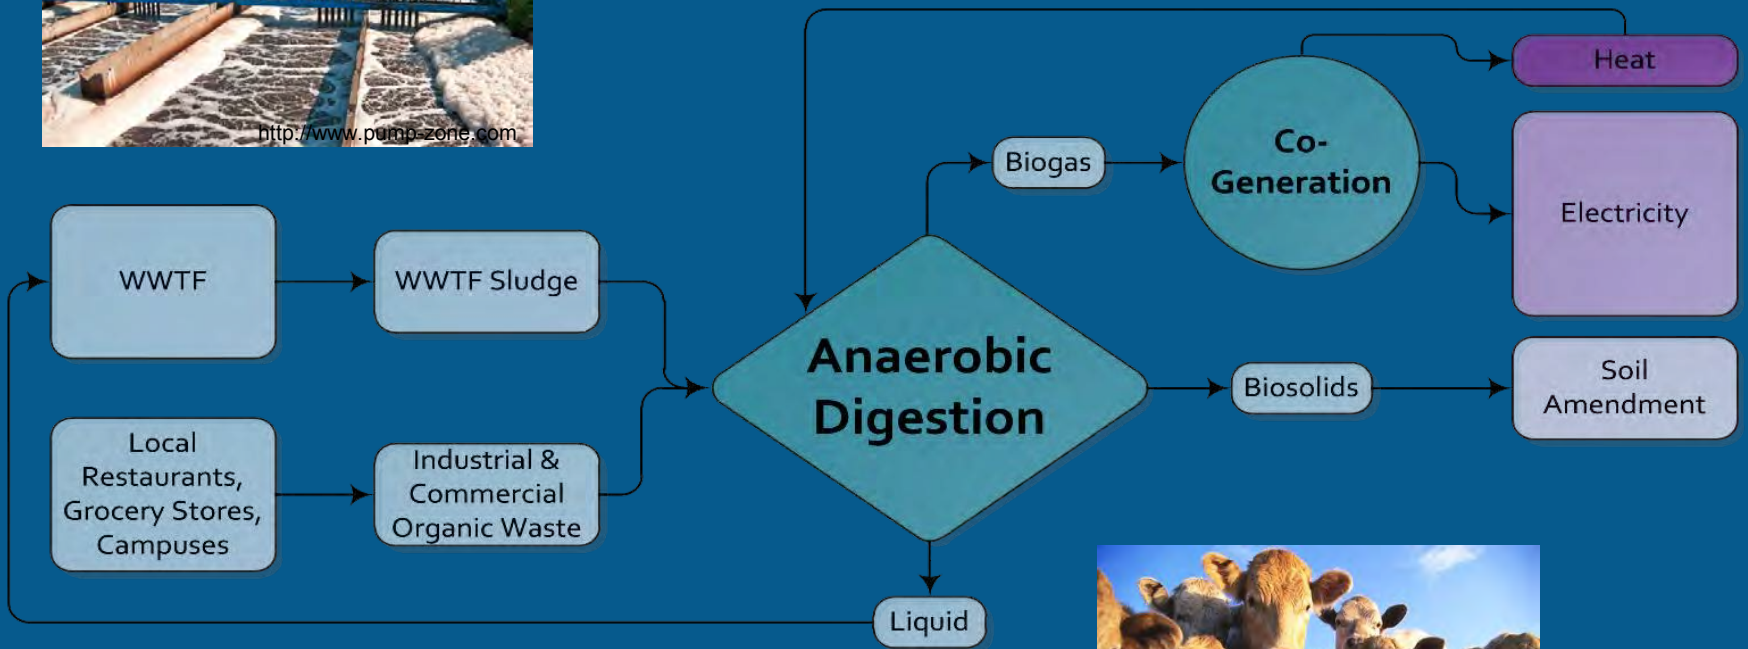 http://www.pump-zone.com
Heat
Co-
Generation
Biogas
Electricity
WWTF
WWTF Sludge
Anaerobic
Digestion
Biosolids
Soil
Amendment
Local
Restaurants,
Grocery Stores,
Campuses
Industrial &
Commercial
Organic Waste
Liquid